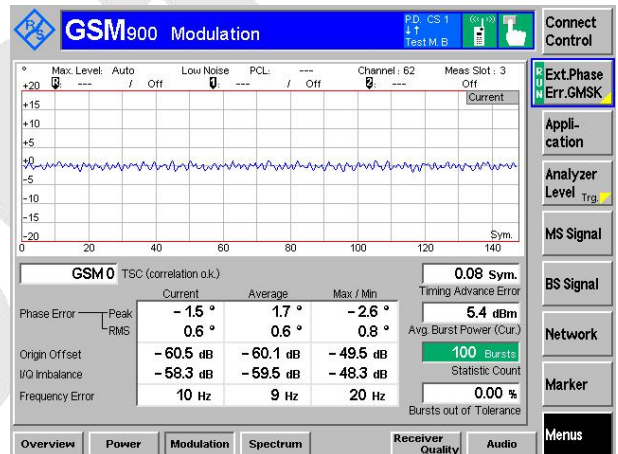 R&S GSM900 Modulation P.D. CS 1 Connect
Test M. B Control
° Max. Level: Auto Low Noise PCL: --- Channel : 62 Meas Slot : 3
+20 R: --- / Off 1: --- / Off 2: --- Off
Current
+15
+10
+5
+0
-5
-10
-15
-20 Sym.
0 20 40 60 80 100 120 140
RUN Ext.Phase
Err.GMSK
Appli-
cation
Analyzer
Level Trg.
MS Signal
BS Signal
Network
Marker
Menus
GSM 0 TSC (correlation o.k.) 0.08 Sym.
Current Average Max / Min Timing Advance Error
Phase Error Peak – 1.5 ° 1.7 ° – 2.6 ° 5.4 dBm
RMS 0.6 ° 0.6 ° 0.8 ° Avg. Burst Power (Cur.)
Origin Offset – 60.5 dB – 60.1 dB – 49.5 dB 100 Bursts
I/Q Imbalance – 58.3 dB – 59.5 dB – 48.3 dB Statistic Count
Frequency Error 10 Hz 9 Hz 20 Hz 0.00 %
Bursts out of Tolerance
Overview Power Modulation Spectrum Receiver Quality Audio